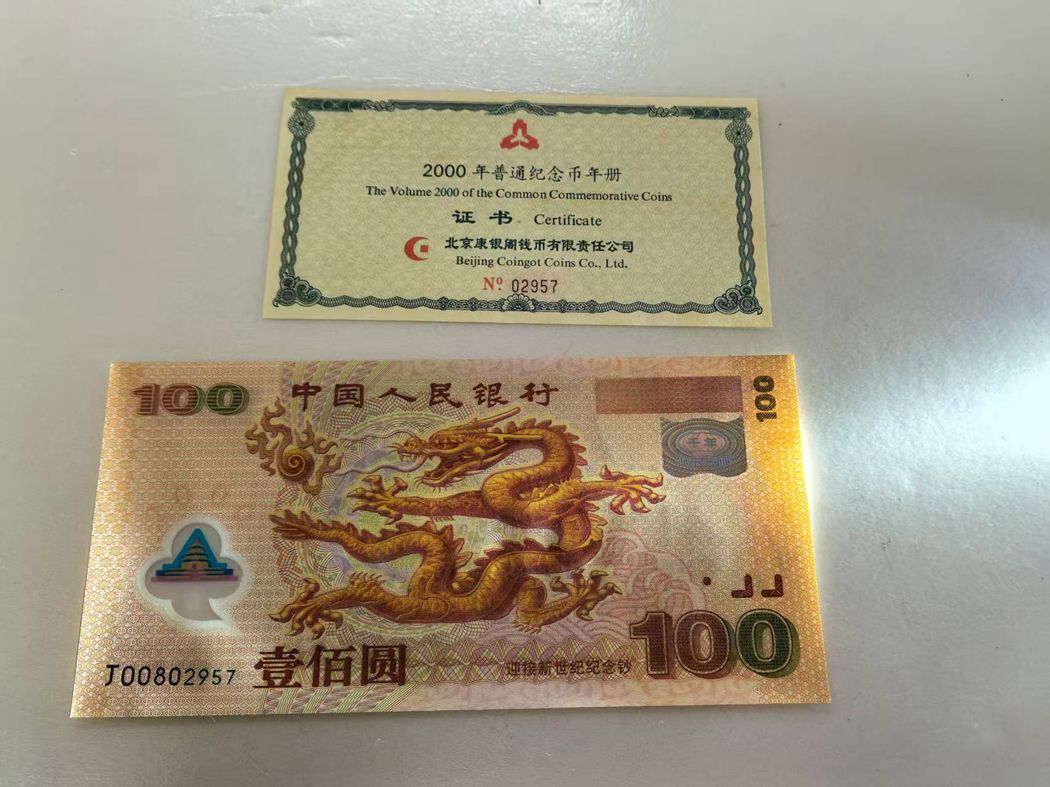 2000 年普通纪念币年册
The Volume 2000 of the Common Commemorative Coins
证书 Certificate
北京康银阁钱币有限责任公司
Beijing Coingot Coins Co., Ltd.
Nº 02957
100 中国人民银行
100
千年
J00802957 壹佰圆
迎接新世纪纪念钞 100